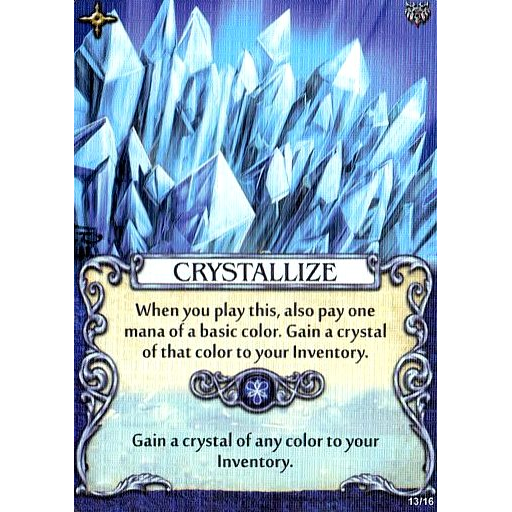 CRYSTALLIZE
When you play this, also pay one
mana of a basic color. Gain a crystal
of that color to your Inventory.
Gain a crystal of any color to your
Inventory.
13/16